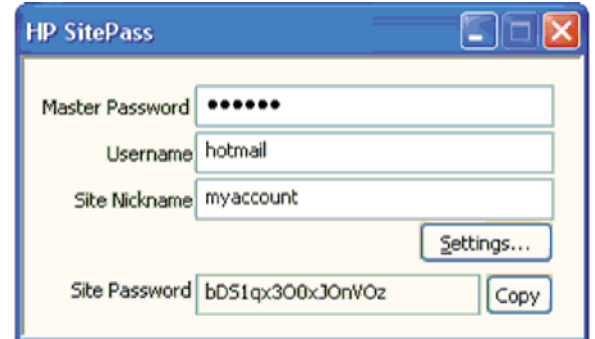 HP SitePass
Master Password ••••••
Username hotmail
Site Nickname myaccount
Settings...
Site Password bDS1qx3O0xJOnVOz Copy